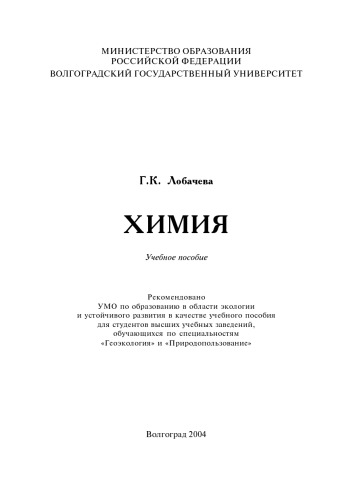 МИНИСТЕРСТВО ОБРАЗОВАНИЯ
РОССИЙСКОЙ ФЕДЕРАЦИИ
ВОЛГОГРАДСКИЙ ГОСУДАРСТВЕННЫЙ УНИВЕРСИТЕТ
Г.К. Лобачева
ХИМИЯ
Учебное пособие
Рекомендовано
УМО по образованию в области экологии
и устойчивого развития в качестве учебного пособия
для студентов высших учебных заведений,
обучающихся по специальностям
«Геоэкология» и «Природопользование»
Волгоград 2004